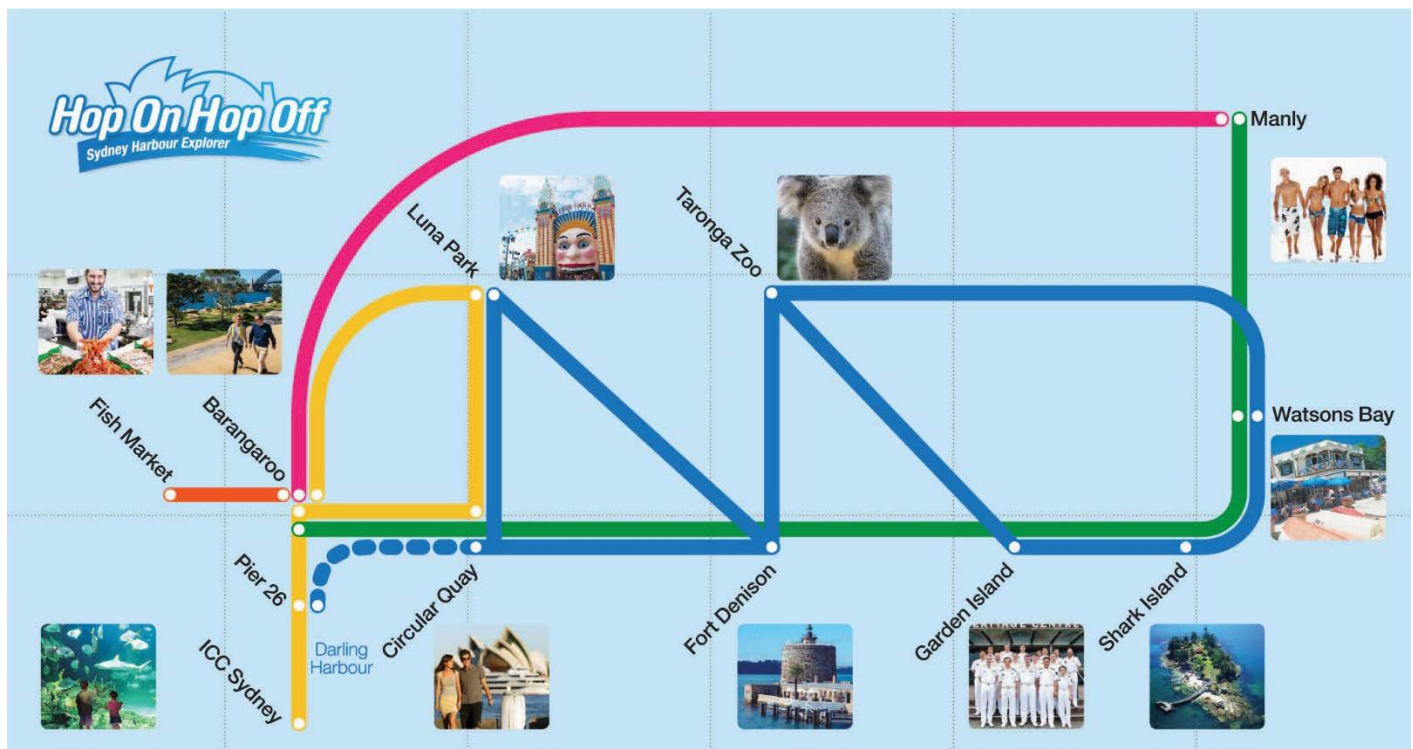 Hop On Hop Off
Sydney Harbour Explorer
Manly
Luna Park
Taronga Zoo
Fish Market
Barangaroo
Watsons Bay
Pier 26
ICC Sydney
Darling
Harbour
Circular Quay
Fort Denison
Garden Island
Shark Island